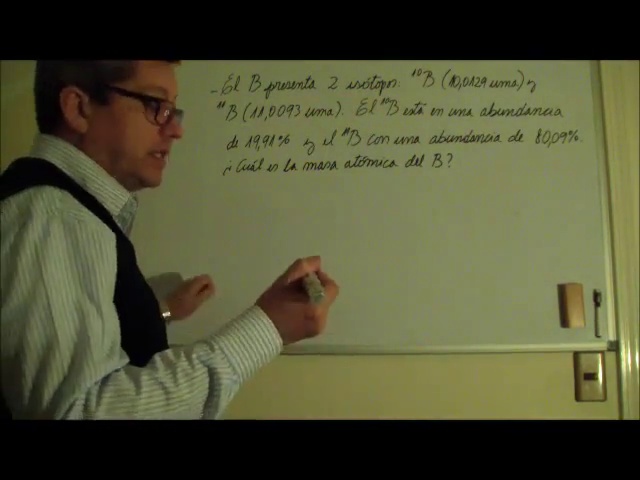 - El B presenta 2 isótopos: ¹⁰B (10,0129 uma) y
¹¹B (11,0093 uma). El ¹⁰B está en una abundancia
de 19,91% y el ¹¹B con una abundancia de 80,09%.
¿Cuál es la masa atómica del B?